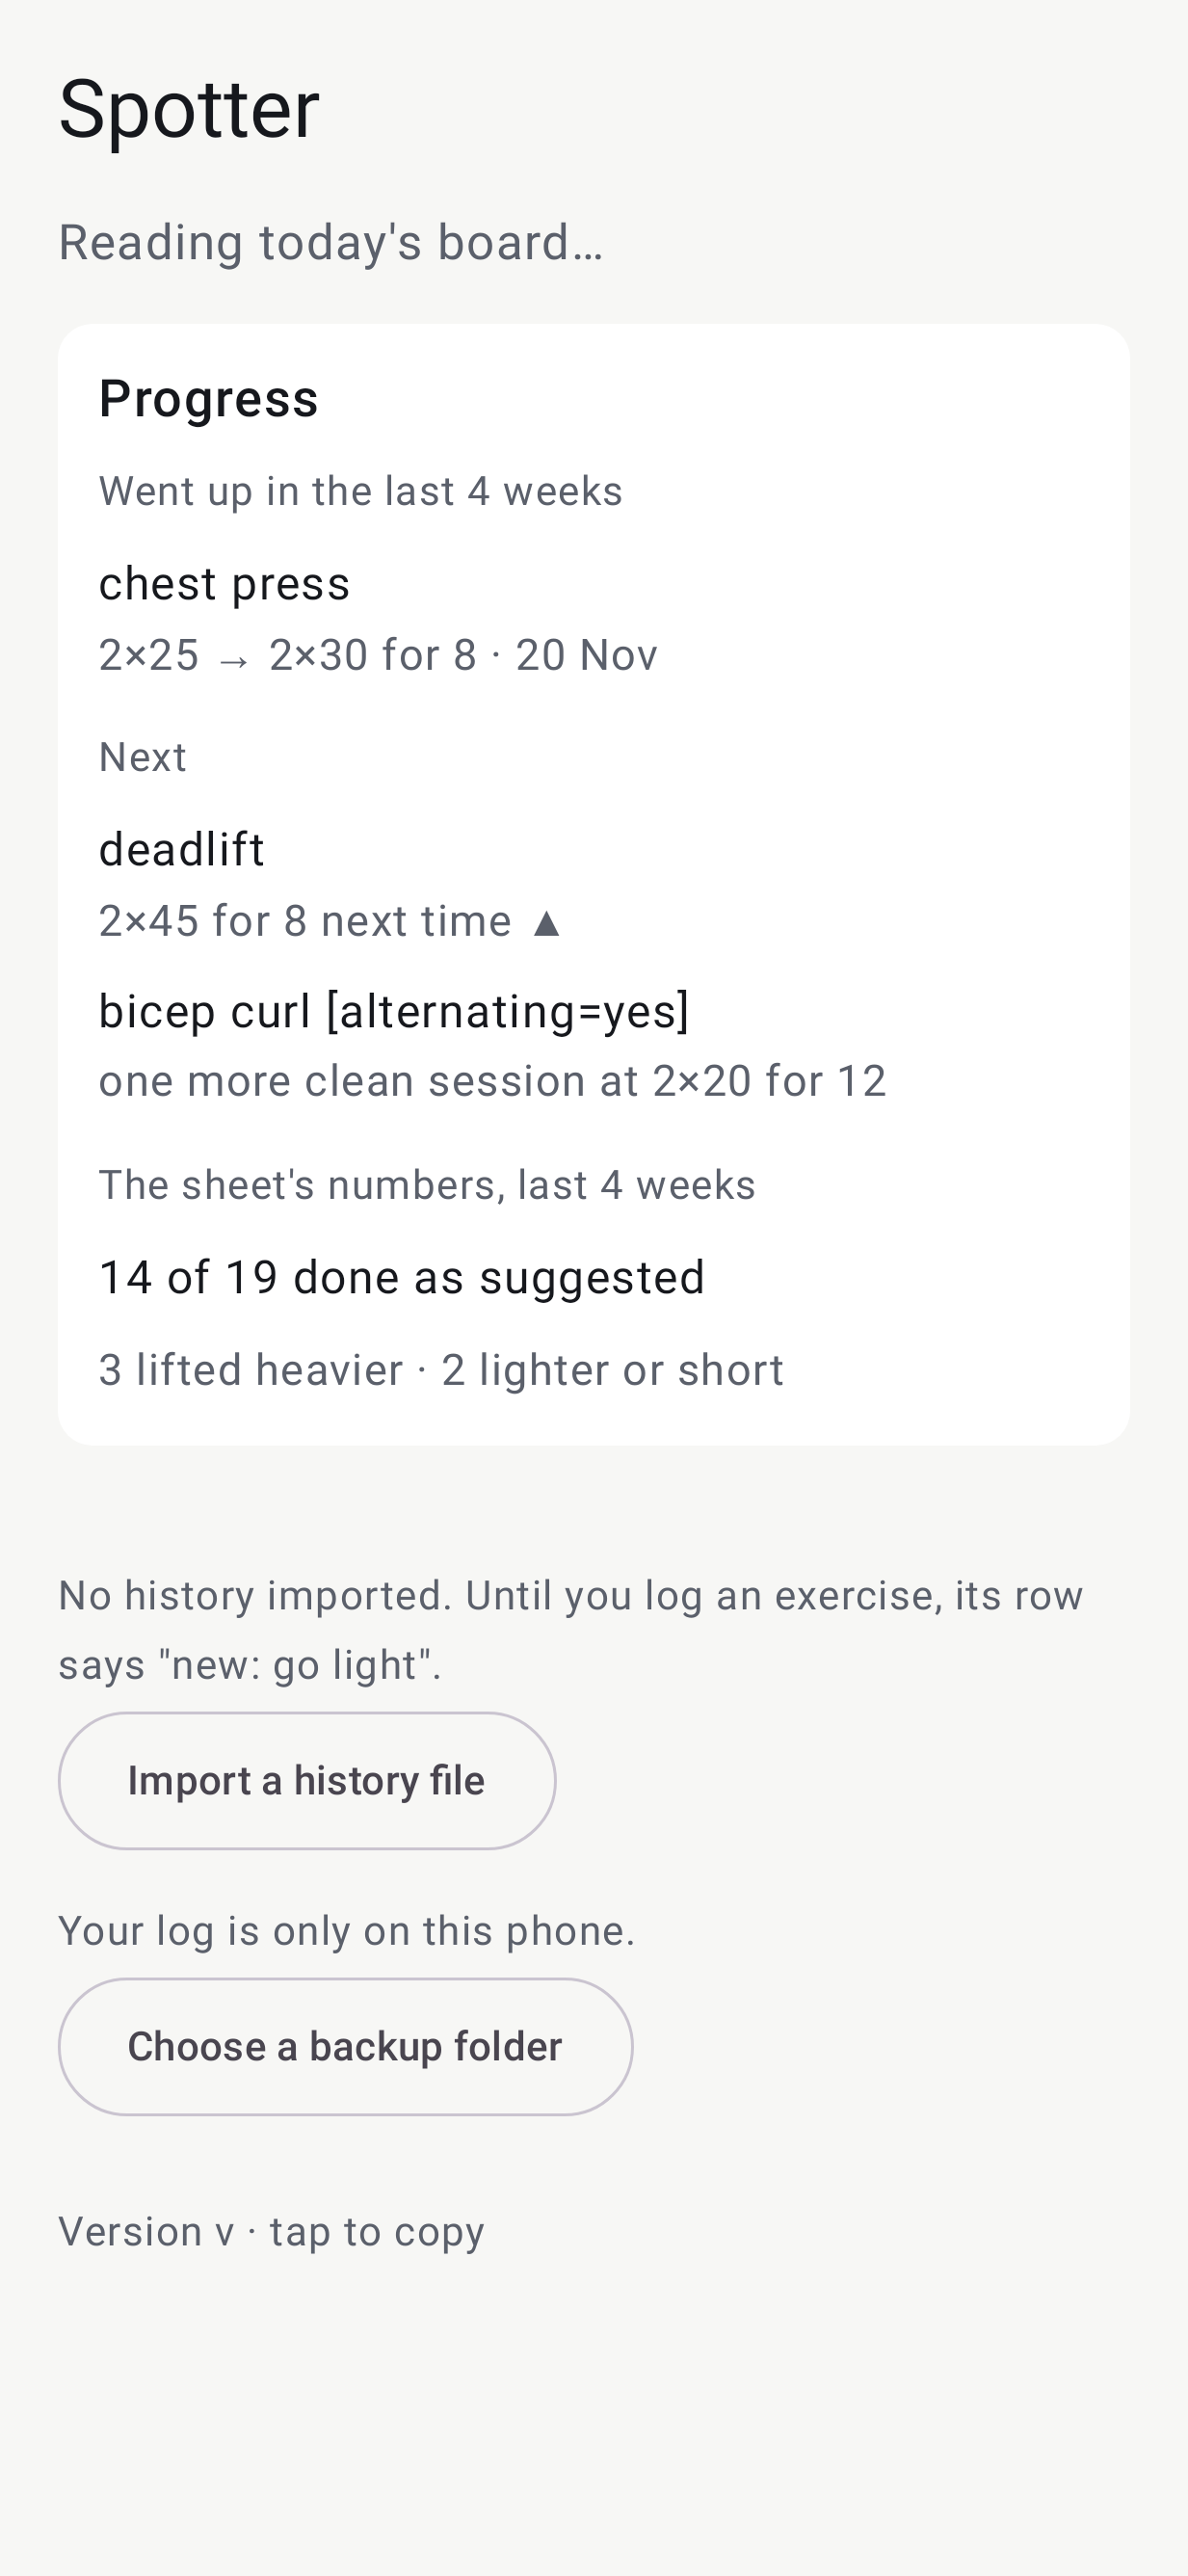 Spotter
Reading today's board…
Progress
Went up in the last 4 weeks
chest press
2×25 → 2×30 for 8 · 20 Nov
Next
deadlift
2×45 for 8 next time ▲
bicep curl [alternating=yes]
one more clean session at 2×20 for 12
The sheet's numbers, last 4 weeks
14 of 19 done as suggested
3 lifted heavier · 2 lighter or short
No history imported. Until you log an exercise, its row
says "new: go light".
Import a history file
Your log is only on this phone.
Choose a backup folder
Version v · tap to copy